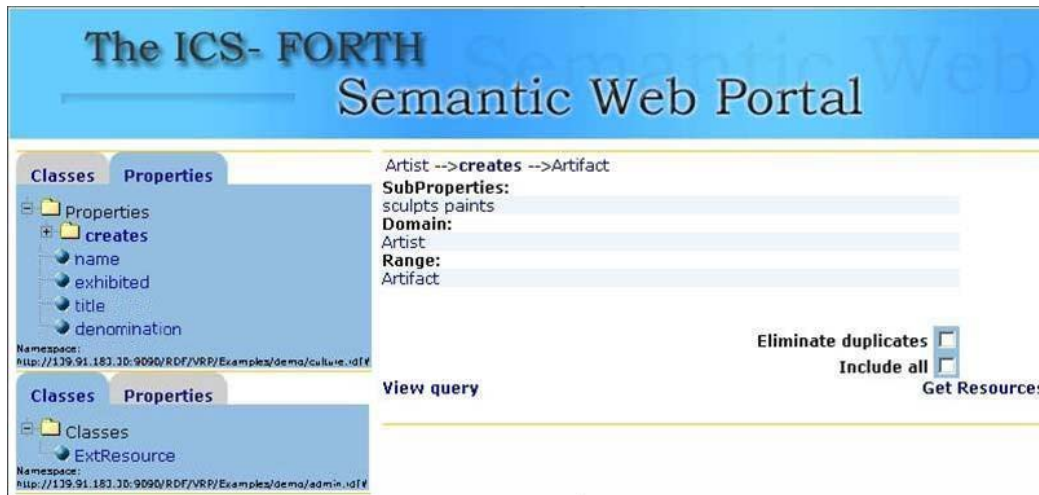 The ICS- FORTH
Semantic Web Portal
Classes Properties
Properties
creates
name
exhibited
title
denomination
Namespace:
http://139.91.183.30:9090/RDF/VRP/Examples/demo/culture.rdf#
Classes Properties
Classes
ExtResource
Namespace:
http://139.91.183.30:9090/RDF/VRP/Examples/demo/admin.rdf#
Artist -->creates -->Artifact
SubProperties:
sculpts paints
Domain:
Artist
Range:
Artifact
Eliminate duplicates
Include all
View query Get Resources